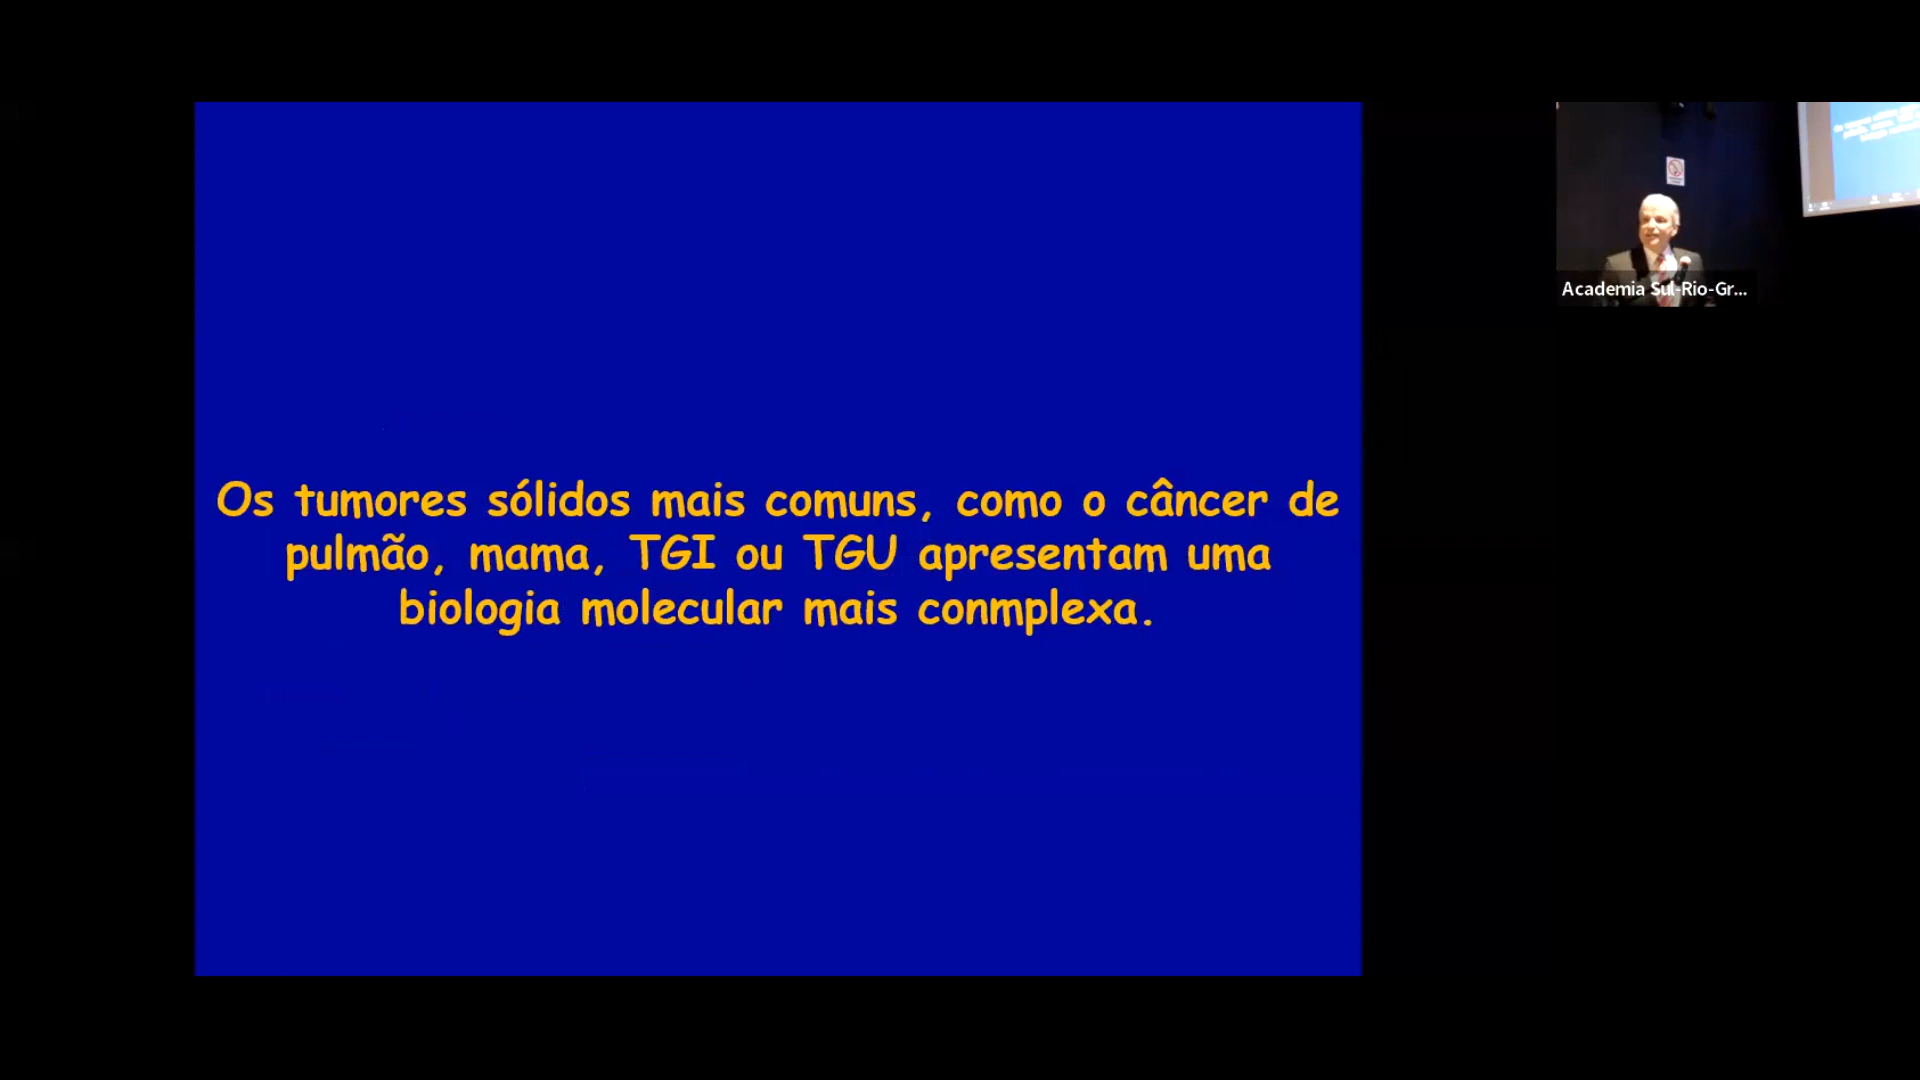 Os tumores sólidos mais comuns, como o câncer de
pulmão, mama, TGI ou TGU apresentam uma
biologia molecular mais conmplexa.
Academia Sul-Rio-Gr...